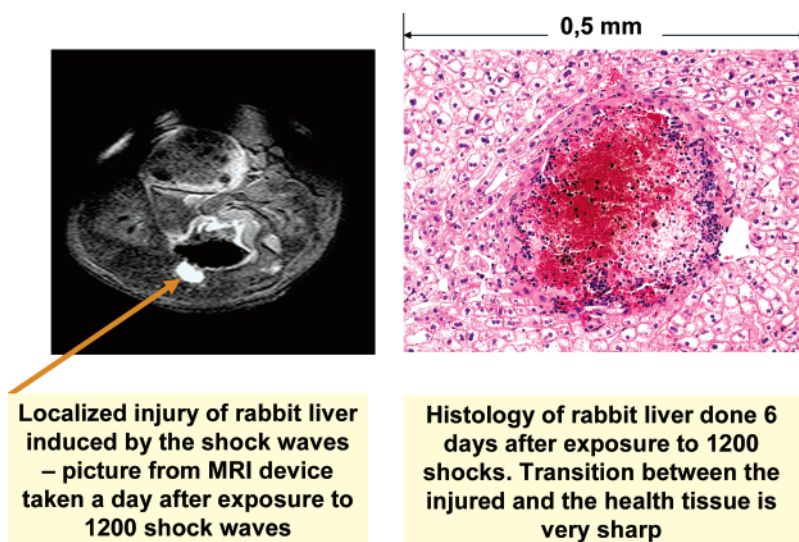 0,5 mm
Localized injury of rabbit liver
induced by the shock waves
– picture from MRI device
taken a day after exposure to
1200 shock waves
Histology of rabbit liver done 6
days after exposure to 1200
shocks. Transition between the
injured and the health tissue is
very sharp